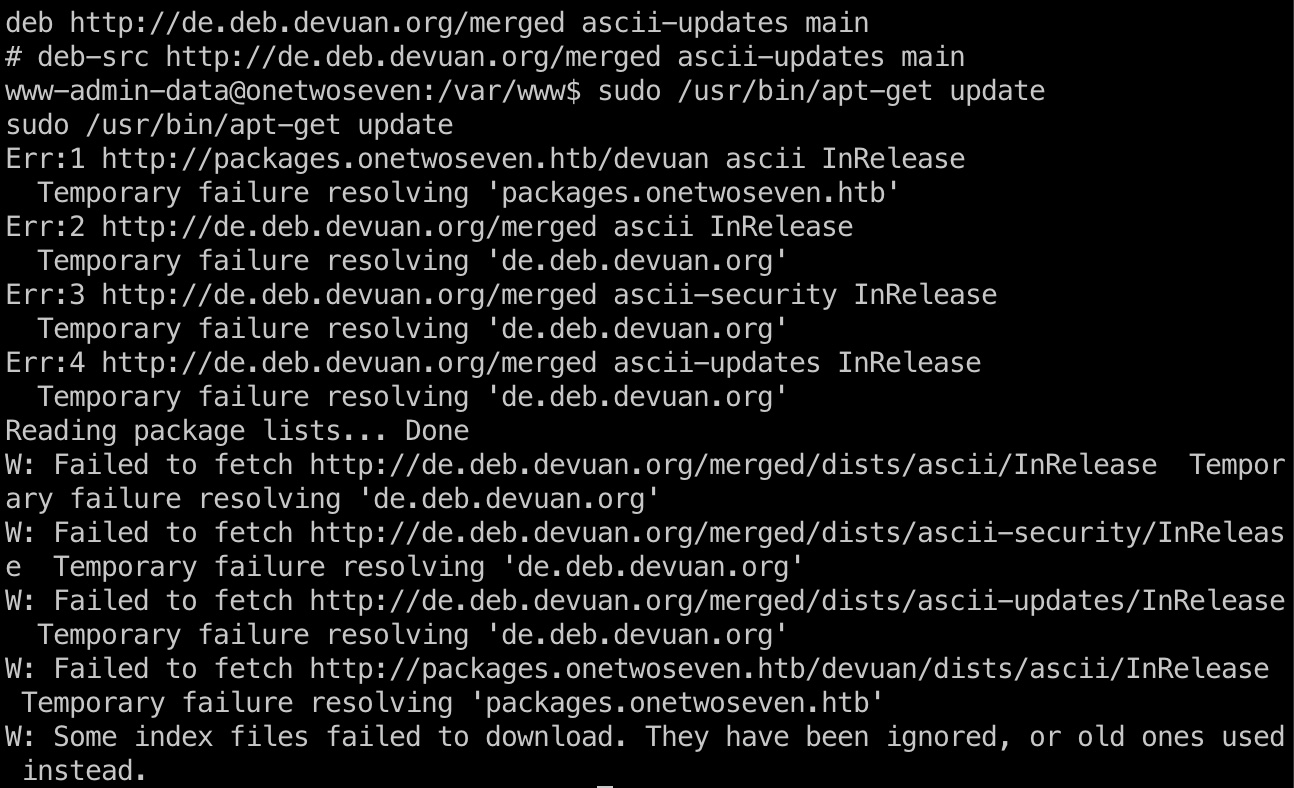 deb http://de.deb.devuan.org/merged ascii-updates main
# deb-src http://de.deb.devuan.org/merged ascii-updates main
www-admin-data@onetwoseven:/var/www$ sudo /usr/bin/apt-get update
sudo /usr/bin/apt-get update
Err:1 http://packages.onetwoseven.htb/devuan ascii InRelease
  Temporary failure resolving 'packages.onetwoseven.htb'
Err:2 http://de.deb.devuan.org/merged ascii InRelease
  Temporary failure resolving 'de.deb.devuan.org'
Err:3 http://de.deb.devuan.org/merged ascii-security InRelease
  Temporary failure resolving 'de.deb.devuan.org'
Err:4 http://de.deb.devuan.org/merged ascii-updates InRelease
  Temporary failure resolving 'de.deb.devuan.org'
Reading package lists... Done
W: Failed to fetch http://de.deb.devuan.org/merged/dists/ascii/InRelease  Tempor
ary failure resolving 'de.deb.devuan.org'
W: Failed to fetch http://de.deb.devuan.org/merged/dists/ascii-security/InReleas
e  Temporary failure resolving 'de.deb.devuan.org'
W: Failed to fetch http://de.deb.devuan.org/merged/dists/ascii-updates/InRelease
  Temporary failure resolving 'de.deb.devuan.org'
W: Failed to fetch http://packages.onetwoseven.htb/devuan/dists/ascii/InRelease
 Temporary failure resolving 'packages.onetwoseven.htb'
W: Some index files failed to download. They have been ignored, or old ones used
 instead.